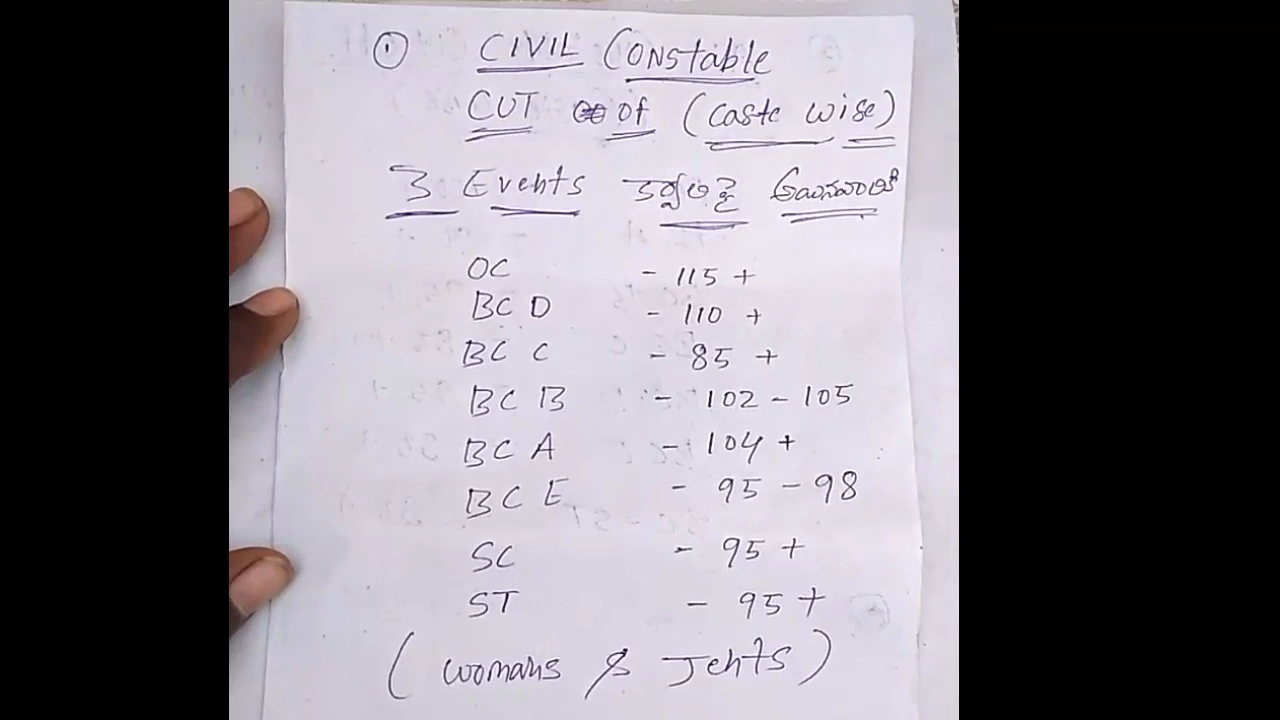 ① CIVIL Constable
CUT of (caste wise)
3 Events
OC - 115 +
BC D - 110 +
BC C - 85 +
BC B - 102 - 105
BC A - 104 +
BC E - 95 - 98
SC - 95 +
ST - 95 +
(womans & Jents)